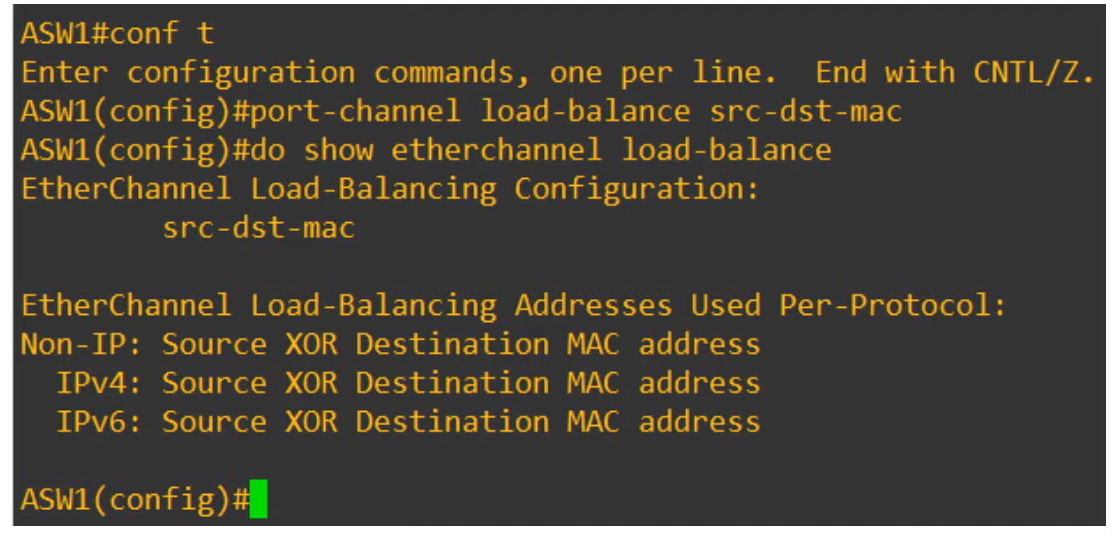 ASW1#conf t
Enter configuration commands, one per line.  End with CNTL/Z.
ASW1(config)#port-channel load-balance src-dst-mac
ASW1(config)#do show etherchannel load-balance
EtherChannel Load-Balancing Configuration:
        src-dst-mac

EtherChannel Load-Balancing Addresses Used Per-Protocol:
Non-IP: Source XOR Destination MAC address
  IPv4: Source XOR Destination MAC address
  IPv6: Source XOR Destination MAC address

ASW1(config)#